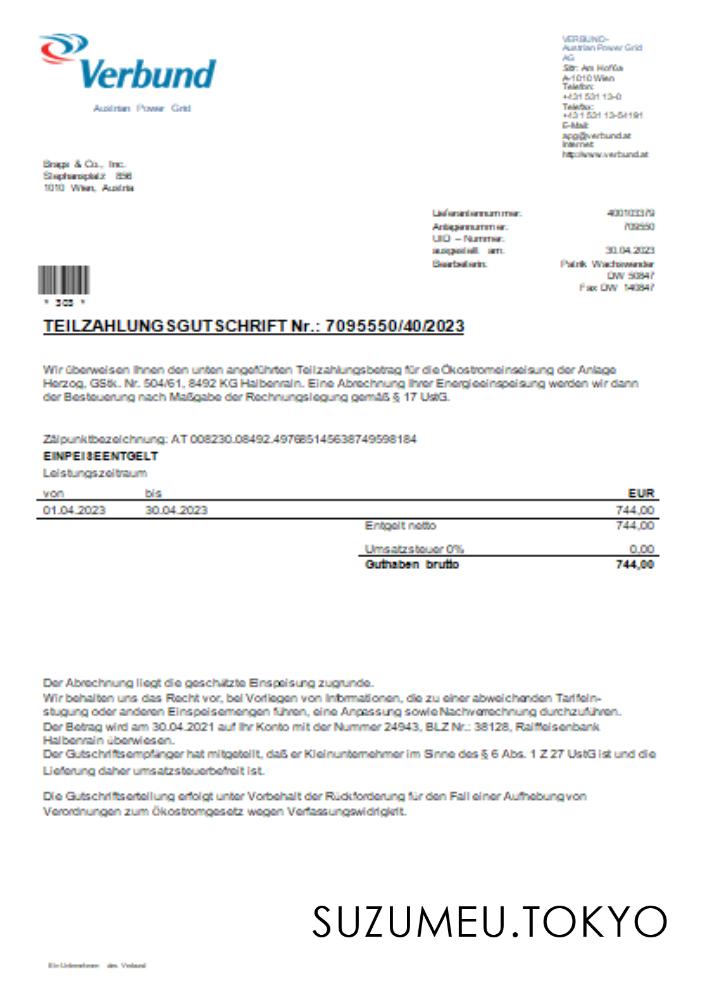 Verbund
Austrian Power Grid
VERBUND-
Austrian Power Grid
AG
Sitz: Am Hof 6a
A-1010 Wien
Telefon:
+431 531 13-0
Telefax:
+43 1 531 13-54191
E-Mail:
apg@verbund.at
Internet:
http://www.verbund.at
Brags & Co., Inc.
Stephansplatz 856
1010 Wien, Austria
Lieferantennummer: 400103379
Anlagennummer: 709550
UID – Nummer:
ausgestellt am: 30.04.2023
Bearbeiterin: Patrik Wachswender
DW 50847
Fax DW 140847
* 303 *
TEILZAHLUNGSGUTSCHRIFT Nr.: 7095550/40/2023
Wir überweisen Ihnen den unten angeführten Teilzahlungsbetrag für die Ökostromeinseisung der Anlage
Herzog, GStk. Nr. 504/61, 8492 KG Halbenrain. Eine Abrechnung Ihrer Energieeinspeisung werden wir dann
der Besteuerung nach Maßgabe der Rechnungslegung gemäß § 17 UstG.
Zälpunktbezeichnung: AT 008230.08492.497685145638749598184
EINPEISEENTGELT
Leistungszeitraum
von bis EUR
01.04.2023 30.04.2023 744,00
Entgelt netto 744,00
Umsatzsteuer 0% 0,00
Guthaben brutto 744,00
Der Abrechnung liegt die geschätzte Einspeisung zugrunde.
Wir behalten uns das Recht vor, bei Vorliegen von Informationen, die zu einer abweichenden Tarifein-
stugung oder anderen Einspeisemengen führen, eine Anpassung sowie Nachverrechnung durchzuführen.
Der Betrag wird am 30.04.2021 auf Ihr Konto mit der Nummer 24943, BLZ Nr.: 38128, Raiffeisenbank
Halbenrain überwiesen.
Der Gutschriftsempfänger hat mitgeteilt, daß er Kleinunternehmer im Sinne des § 6 Abs. 1 Z 27 UstG ist und die
Lieferung daher umsatzsteuerbefreit ist.
Die Gutschriftserteilung erfolgt unter Vorbehalt der Rückforderung für den Fall einer Aufhebung von
Verordnungen zum Ökostromgesetz wegen Verfassungswidrigkeit.
SUZUMEU.TOKYO
Ein Unternehmen des Verbund